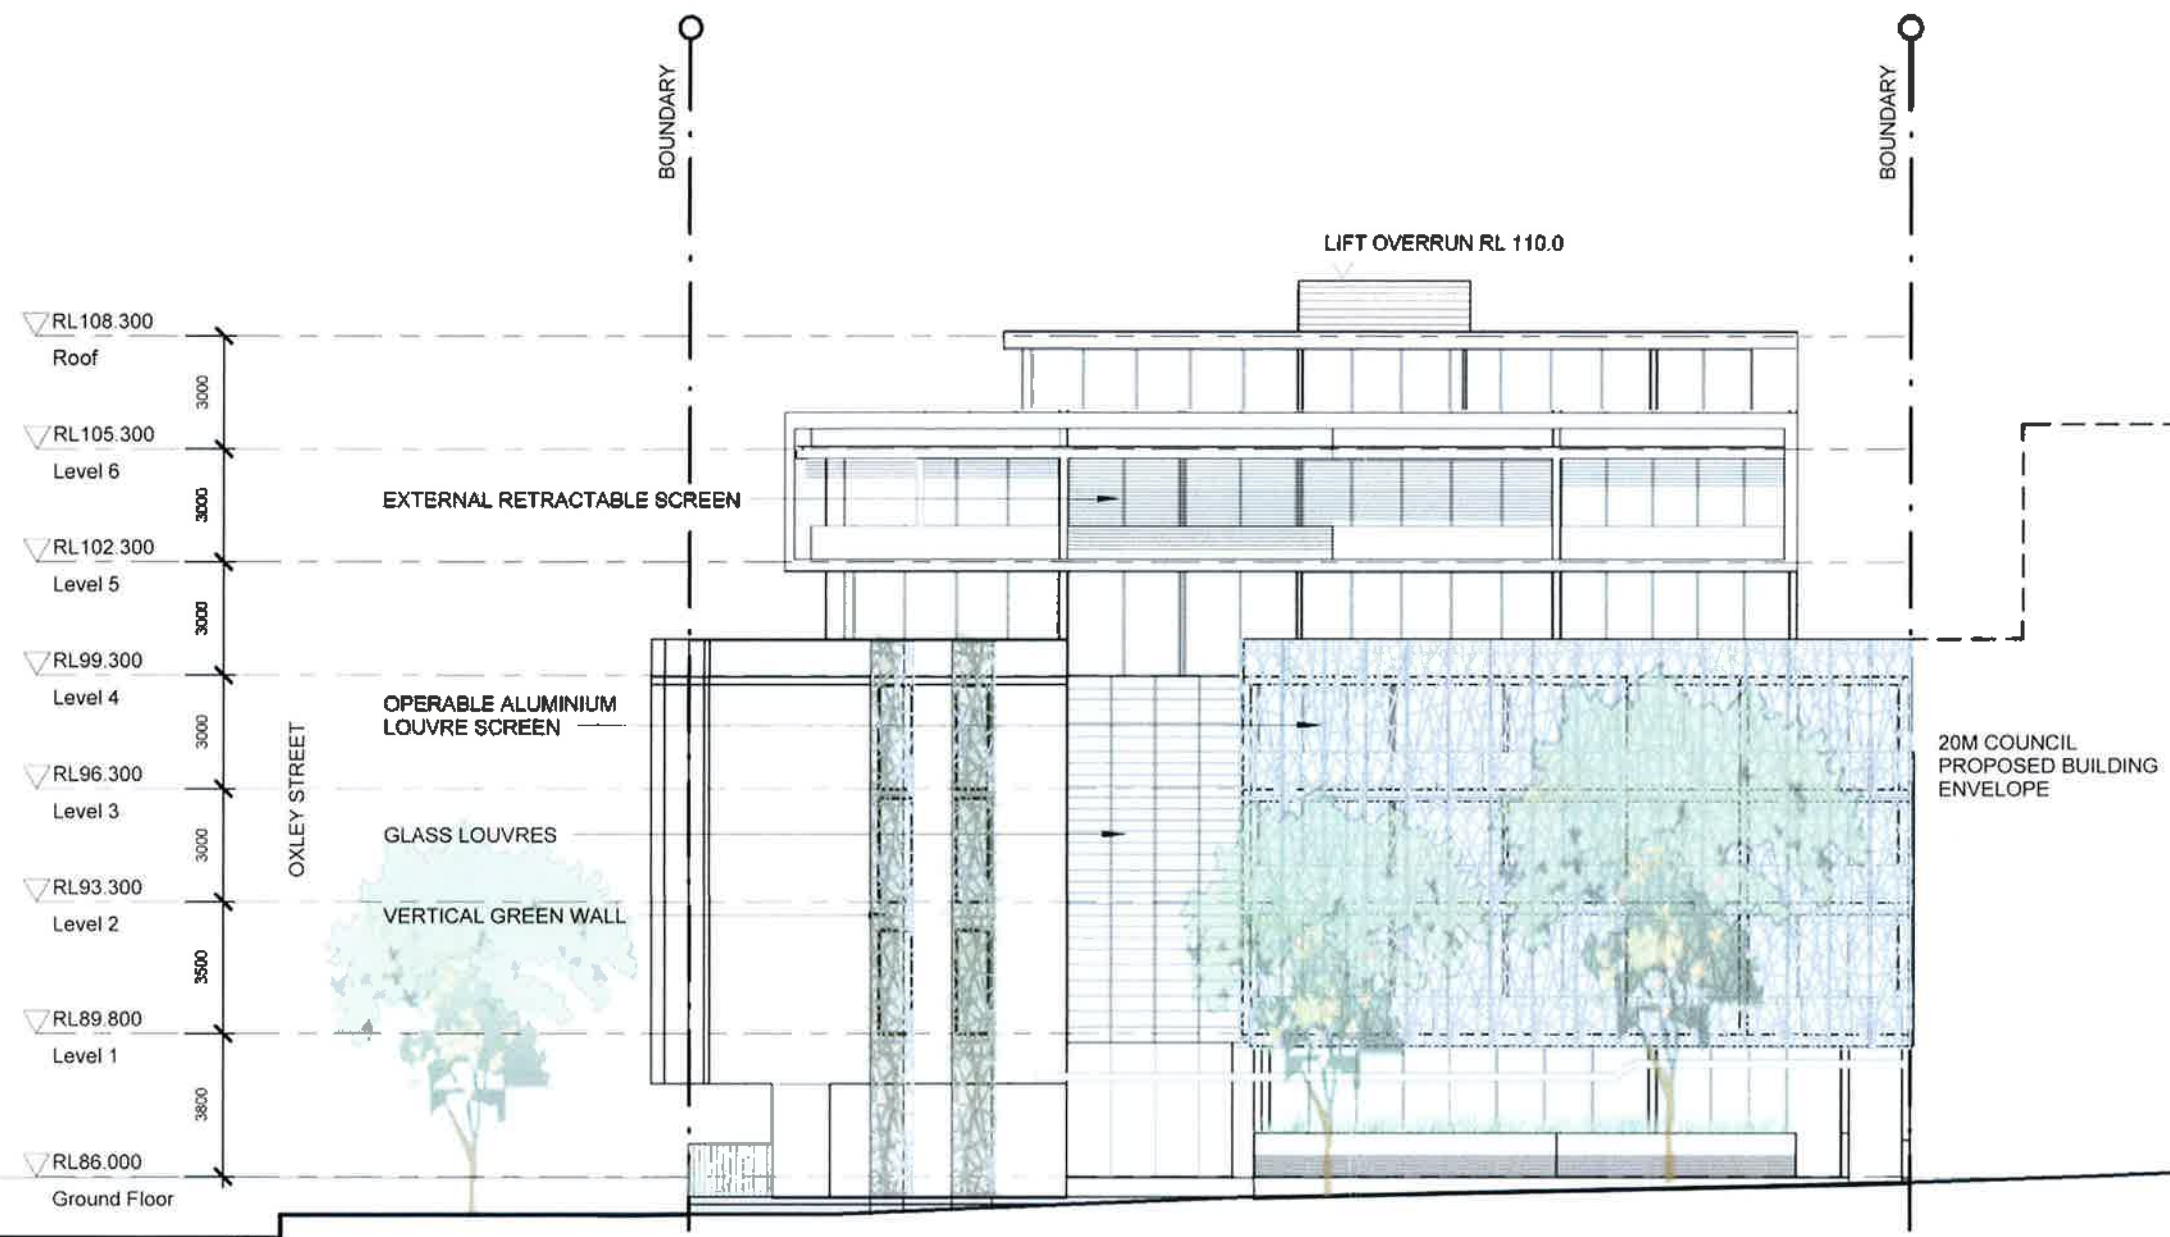 BOUNDARY
BOUNDARY
LIFT OVERRUN RL 110.0
RL108.300
Roof
3000
RL105.300
Level 6
EXTERNAL RETRACTABLE SCREEN
3000
RL102.300
Level 5
3000
RL99.300
Level 4
OPERABLE ALUMINIUM
LOUVRE SCREEN
3000
OXLEY STREET
20M COUNCIL
PROPOSED BUILDING
ENVELOPE
RL96.300
Level 3
GLASS LOUVRES
3000
RL93.300
Level 2
VERTICAL GREEN WALL
3500
RL89.800
Level 1
3800
RL86.000
Ground Floor